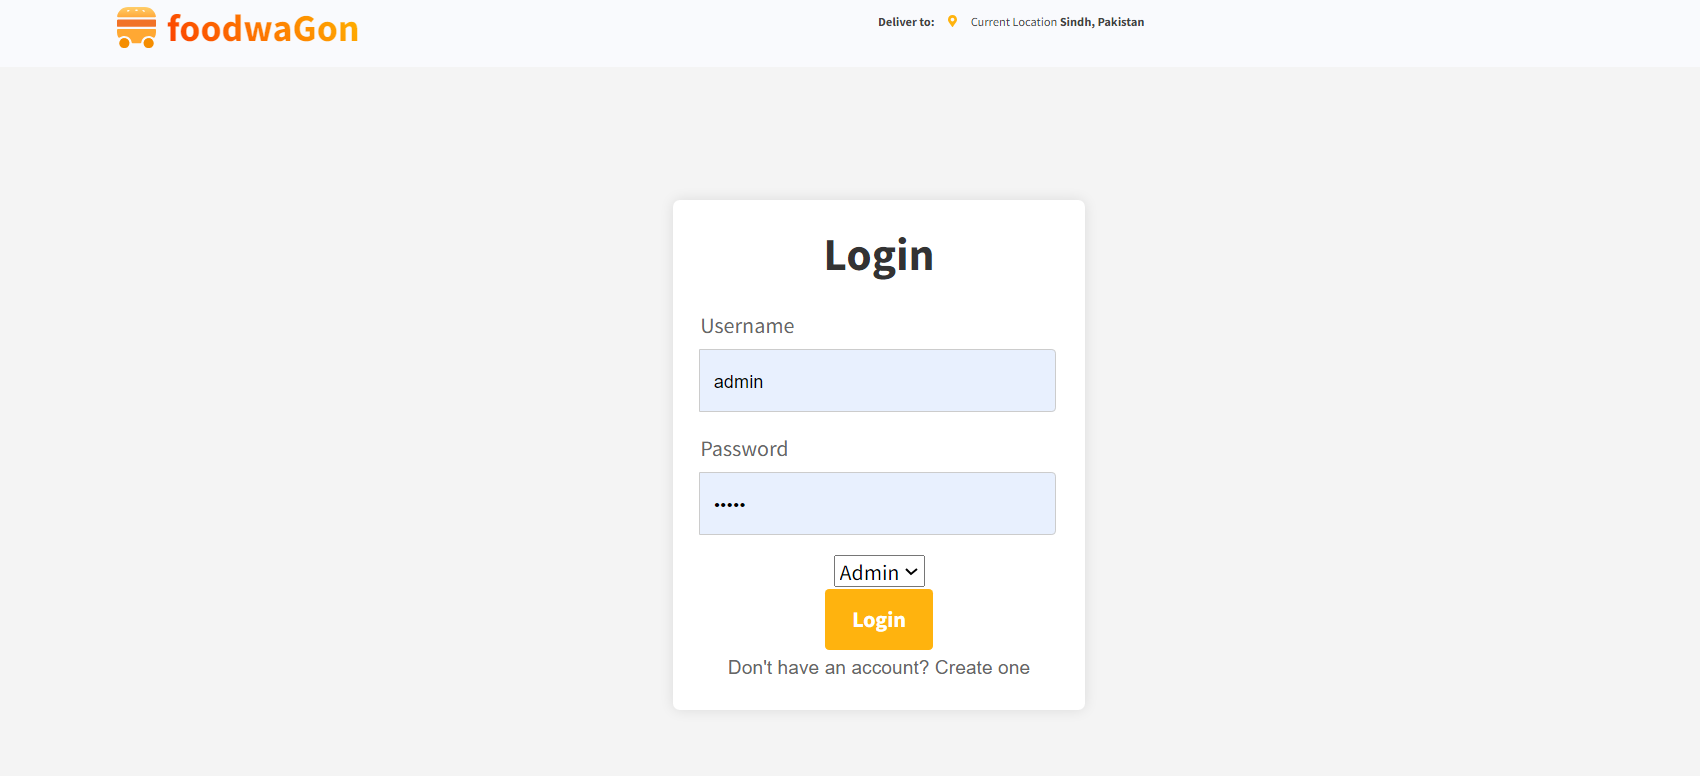 foodwaGon
Deliver to: Current Location Sindh, Pakistan
Login
Username
admin
Password
•••••
Admin
Login
Don't have an account? Create one